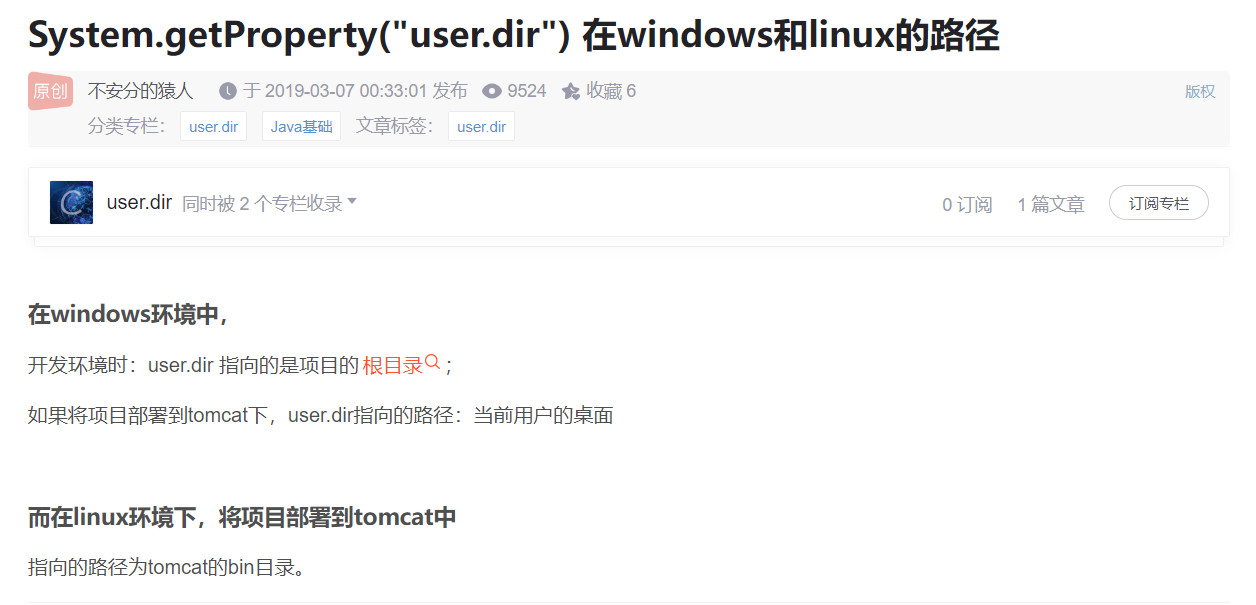 System.getProperty("user.dir") 在windows和linux的路径
原创 不安分的猿人 于 2019-03-07 00:33:01 发布 9524 收藏 6 版权
分类专栏： user.dir Java基础 文章标签： user.dir
user.dir 同时被 2 个专栏收录 0 订阅 1 篇文章 订阅专栏
在windows环境中，
开发环境时：user.dir 指向的是项目的 根目录；
如果将项目部署到tomcat下，user.dir指向的路径：当前用户的桌面
而在linux环境下，将项目部署到tomcat中
指向的路径为tomcat的bin目录。